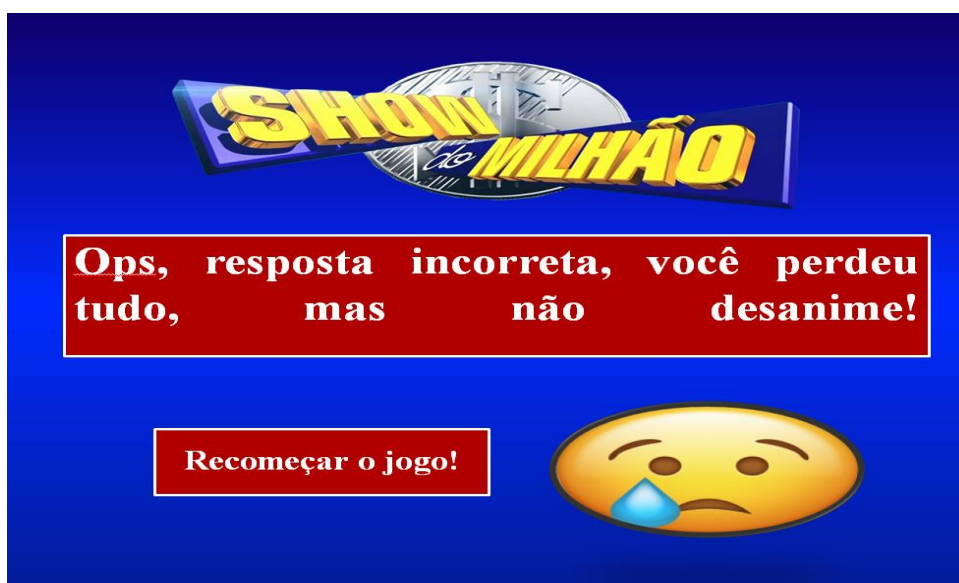 SHOW
do MILHÃO
Ops, resposta incorreta, você perdeu
tudo, mas não desanime!
Recomeçar o jogo!